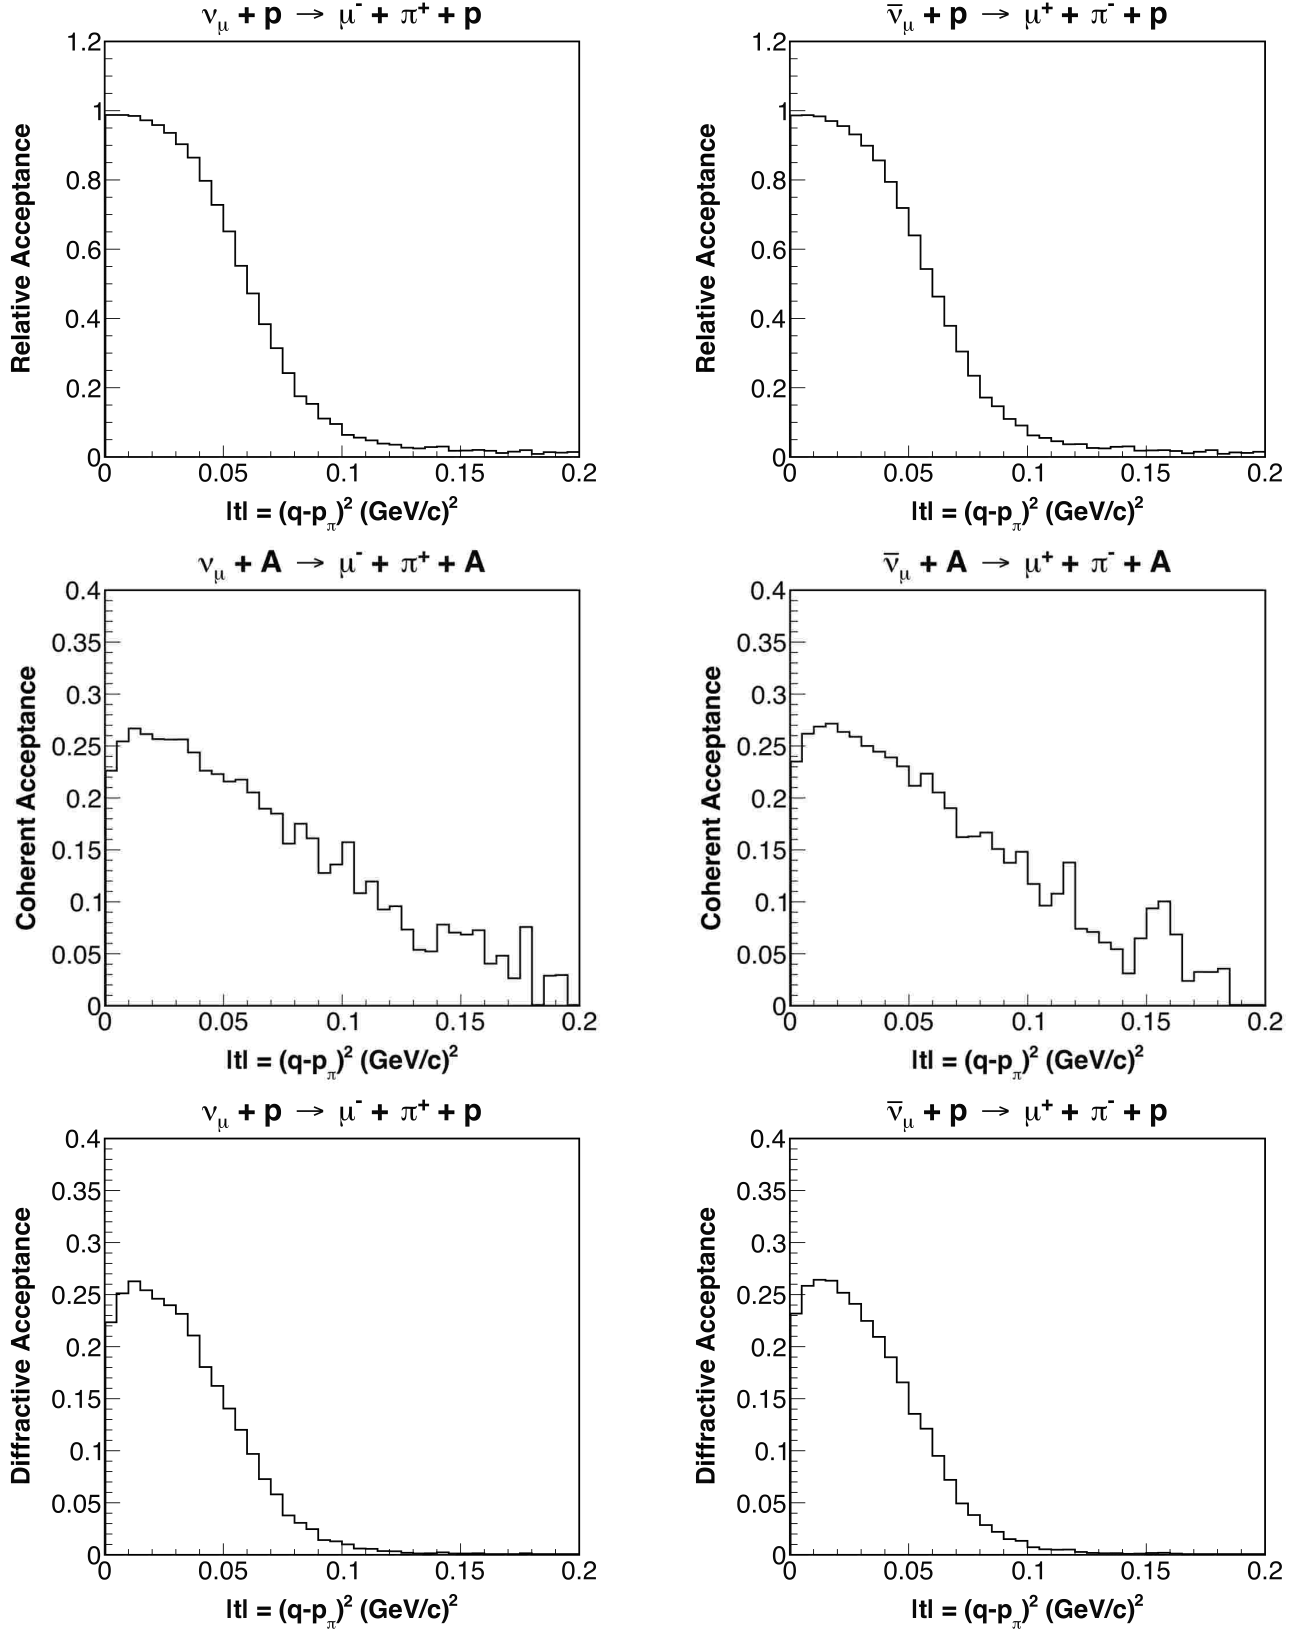 νμ + p → μ- + π+ + p
Relative Acceptance
1.2
1
0.8
0.6
0.4
0.2
0
0 0.05 0.1 0.15 0.2
|t| = (q-pπ)2 (GeV/c)2
ν̅μ + p → μ+ + π- + p
Relative Acceptance
1.2
1
0.8
0.6
0.4
0.2
0
0 0.05 0.1 0.15 0.2
|t| = (q-pπ)2 (GeV/c)2
νμ + A → μ- + π+ + A
Coherent Acceptance
0.4
0.35
0.3
0.25
0.2
0.15
0.1
0.05
0
0 0.05 0.1 0.15 0.2
|t| = (q-pπ)2 (GeV/c)2
ν̅μ + A → μ+ + π- + A
Coherent Acceptance
0.4
0.35
0.3
0.25
0.2
0.15
0.1
0.05
0
0 0.05 0.1 0.15 0.2
|t| = (q-pπ)2 (GeV/c)2
νμ + p → μ- + π+ + p
Diffractive Acceptance
0.4
0.35
0.3
0.25
0.2
0.15
0.1
0.05
0
0 0.05 0.1 0.15 0.2
|t| = (q-pπ)2 (GeV/c)2
ν̅μ + p → μ+ + π- + p
Diffractive Acceptance
0.4
0.35
0.3
0.25
0.2
0.15
0.1
0.05
0
0 0.05 0.1 0.15 0.2
|t| = (q-pπ)2 (GeV/c)2